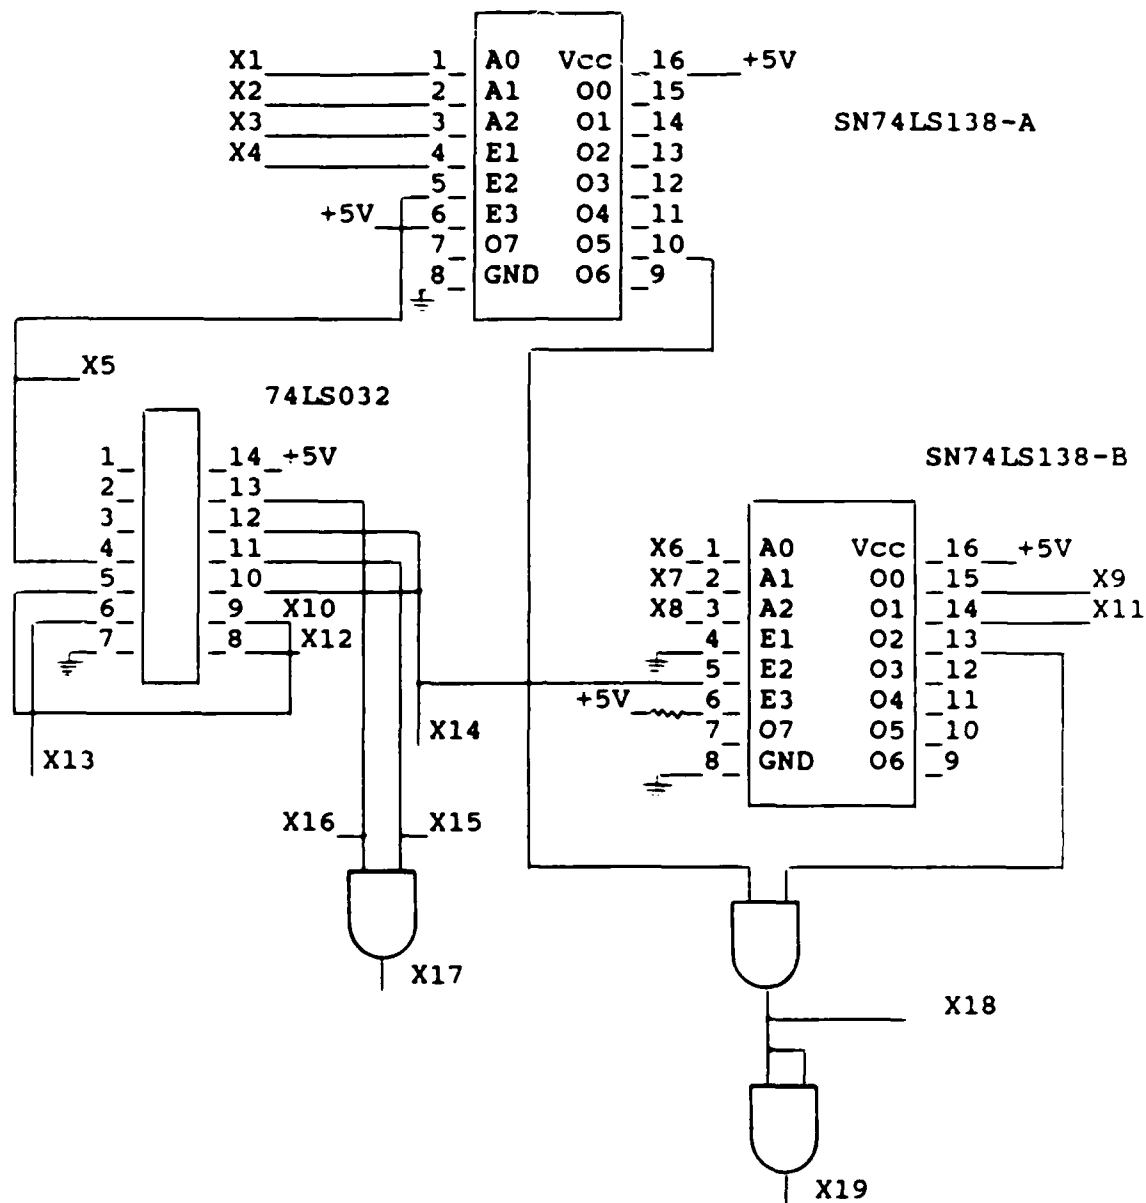 X1 1 A0 Vcc 16 +5V
X2 2 A1 O0 15
X3 3 A2 O1 14 SN74LS138-A
X4 4 E1 O2 13
5 E2 O3 12
+5V 6 E3 O4 11
7 O7 O5 10
8 GND O6 9
X5
74LS032
1 14 +5V
2 13
3 12
4 11
5 10
6 9 X10
7 8 X12
SN74LS138-B
X6 1 A0 Vcc 16 +5V
X7 2 A1 O0 15 X9
X8 3 A2 O1 14 X11
4 E1 O2 13
5 E2 O3 12
+5V 6 E3 O4 11
7 O7 O5 10
8 GND O6 9
X14
X13
X16 X15
X17
X18
X19